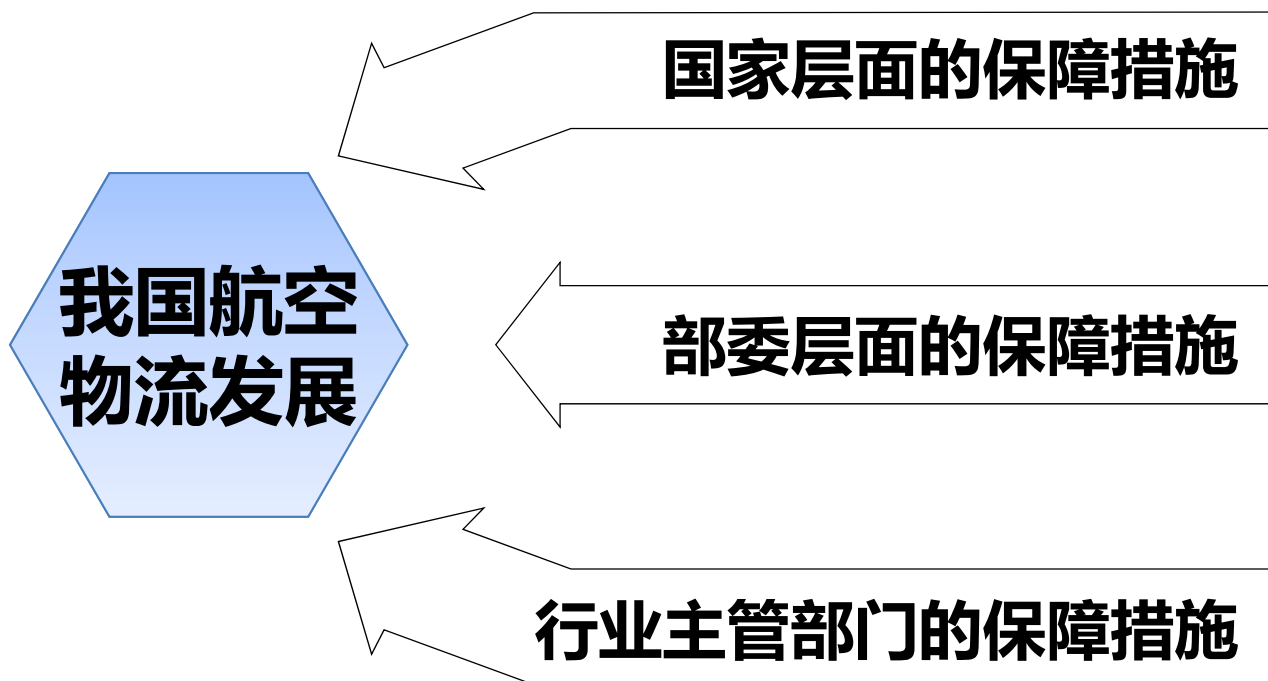 国家层面的保障措施
我国航空
物流发展
部委层面的保障措施
行业主管部门的保障措施